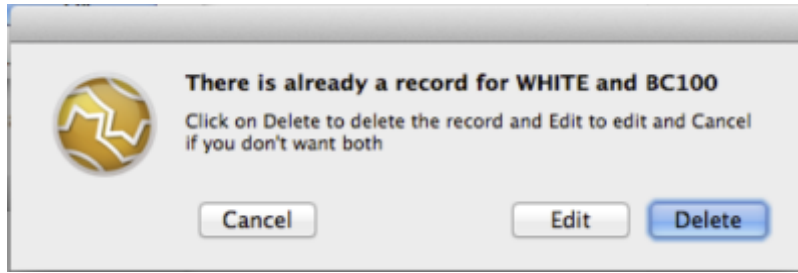 There is already a record for WHITE and BC100
Click on Delete to delete the record and Edit to edit and Cancel
if you don't want both
Cancel Edit Delete